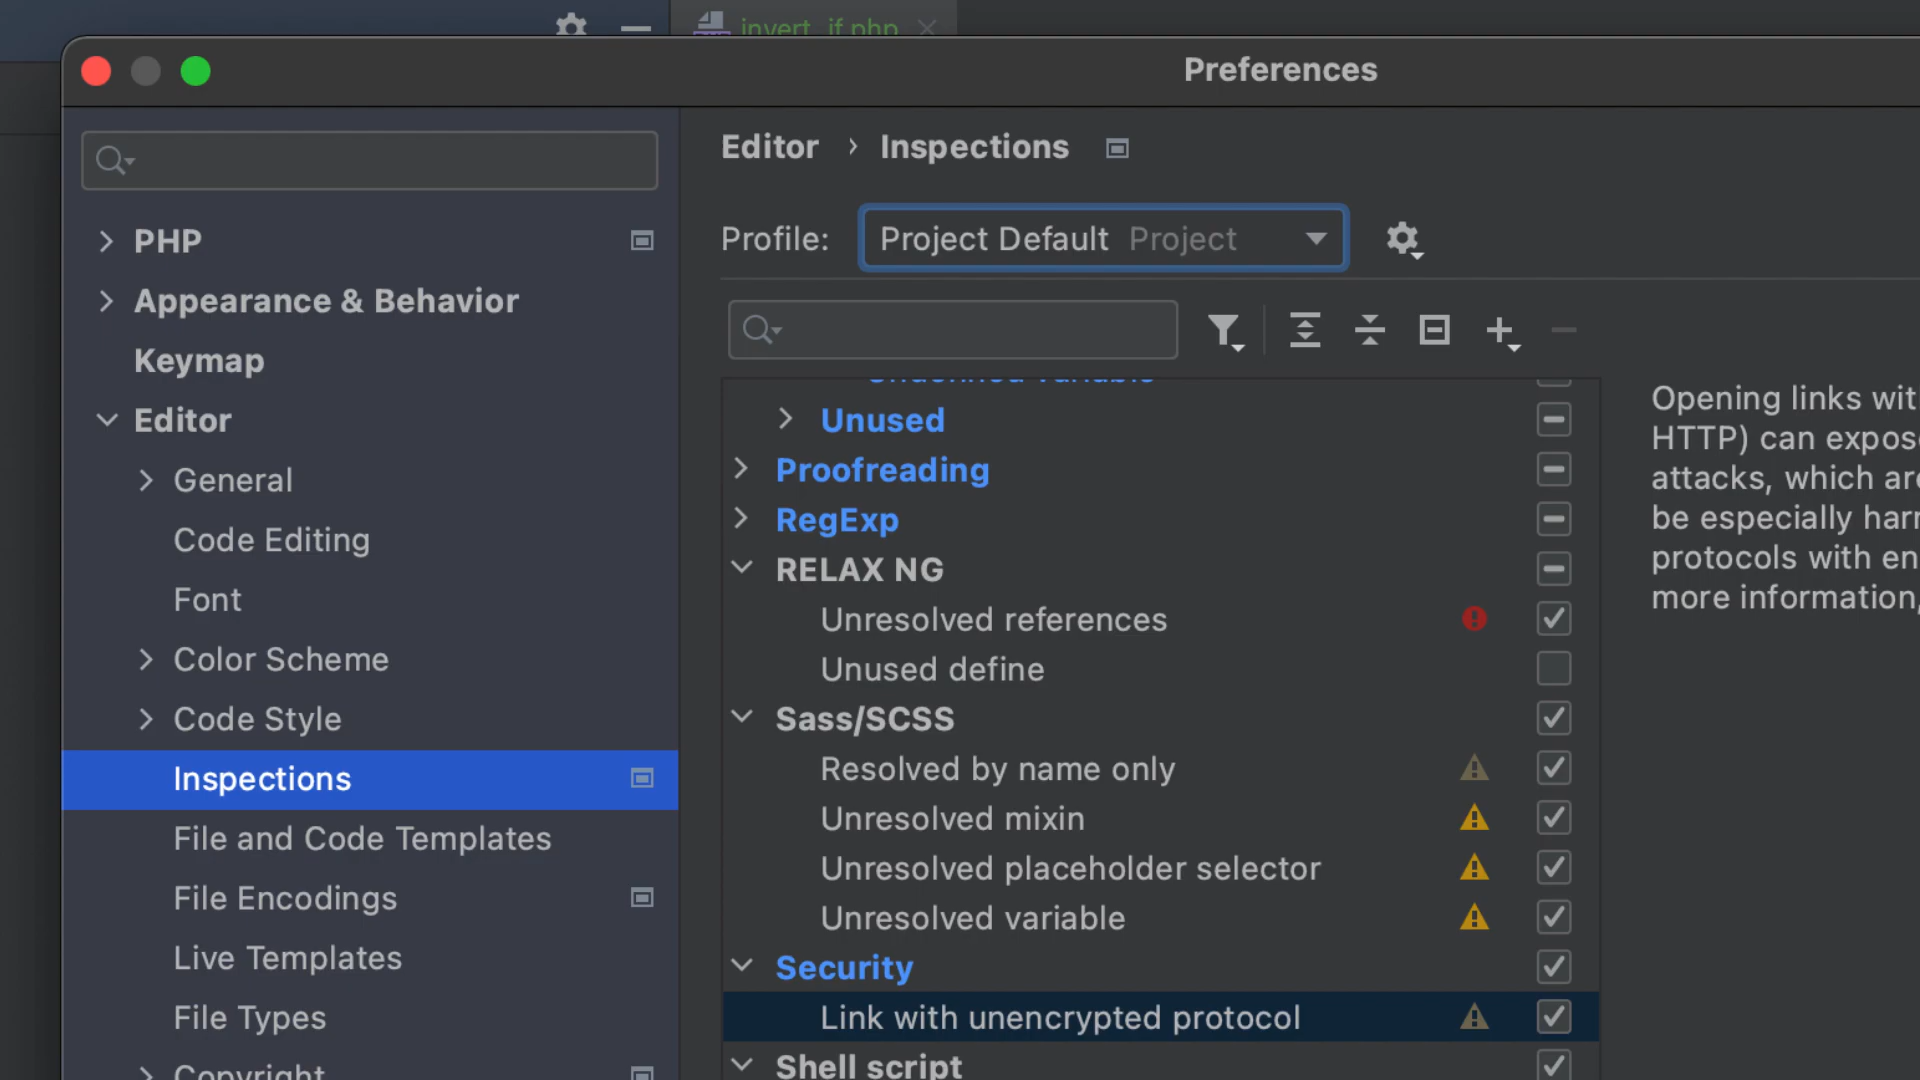 invert_if.php
Preferences
PHP
Appearance & Behavior
Keymap
Editor
General
Code Editing
Font
Color Scheme
Code Style
Inspections
File and Code Templates
File Encodings
Live Templates
File Types
Copyright
Editor › Inspections
Profile: Project Default Project
Undefined variable
Unused
Proofreading
RegExp
RELAX NG
Unresolved references
Unused define
Sass/SCSS
Resolved by name only
Unresolved mixin
Unresolved placeholder selector
Unresolved variable
Security
Link with unencrypted protocol
Shell script
Opening links wit
HTTP) can expos
attacks, which ar
be especially har
protocols with en
more information,